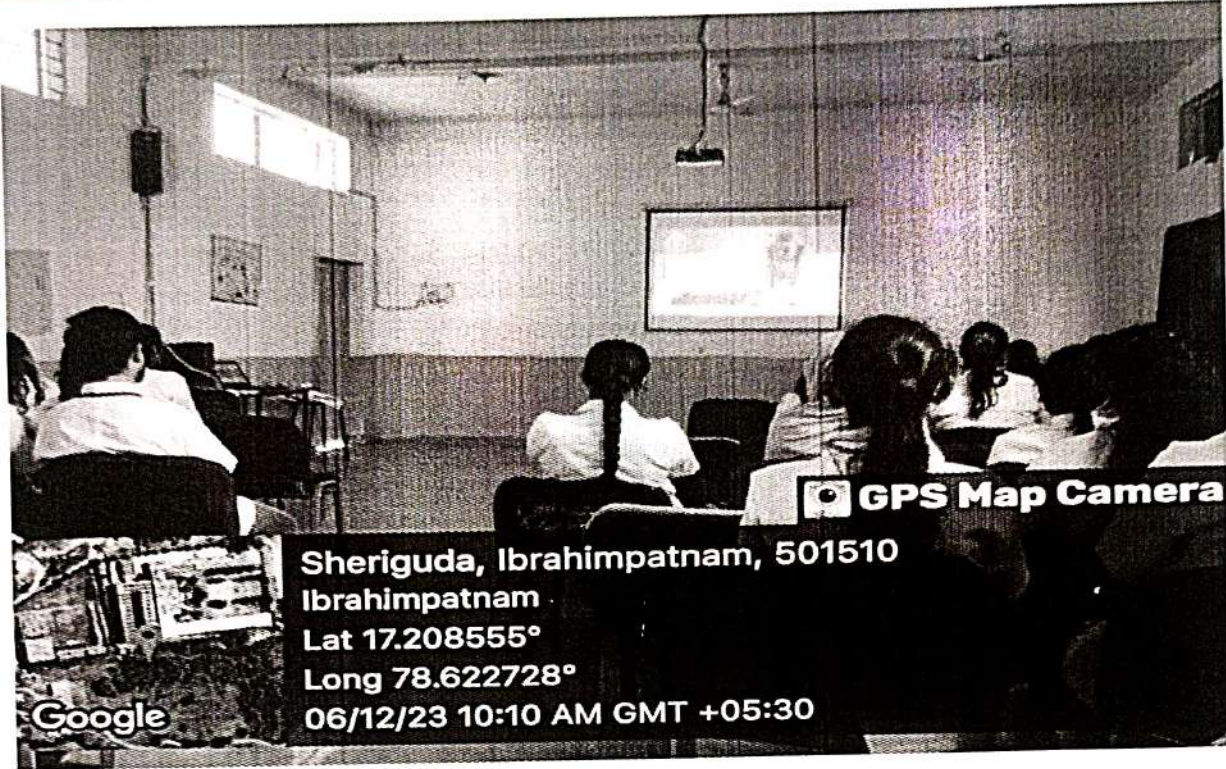 GPS Map Camera
Sheriguda, Ibrahimpatnam, 501510
Ibrahimpatnam
Lat 17.208555°
Long 78.622728°
06/12/23 10:10 AM GMT +05:30
Google